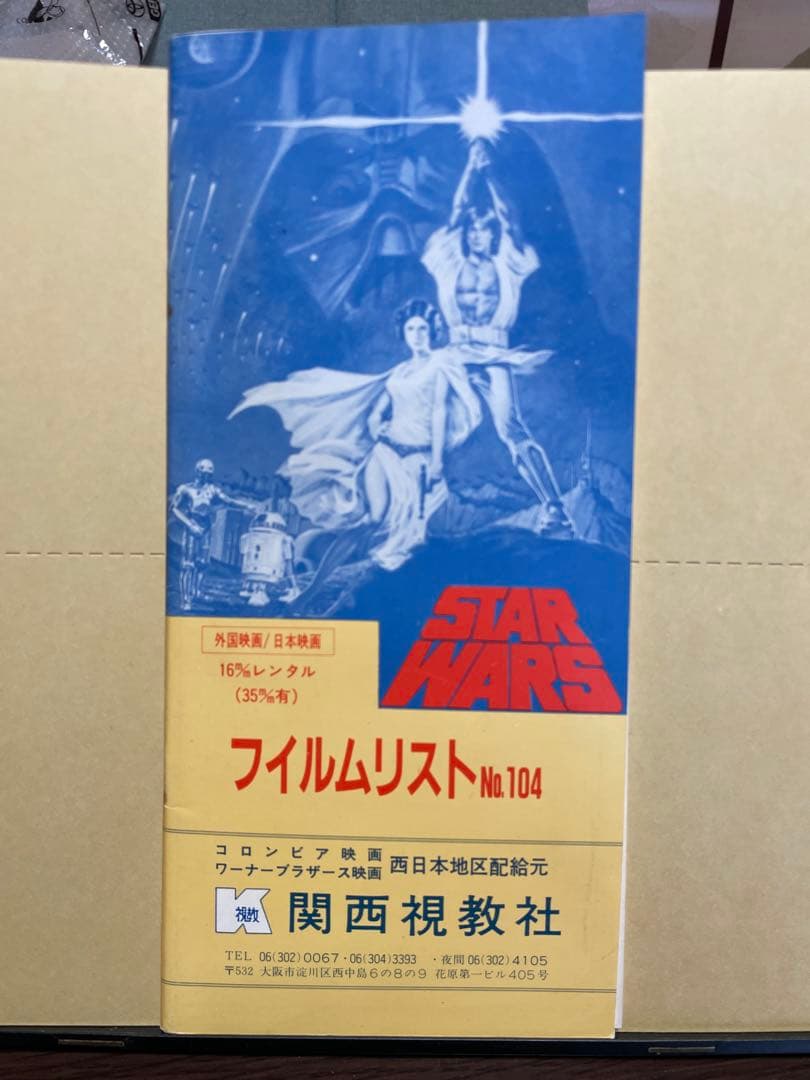 STAR
WARS
外国映画/日本映画
16㎜レンタル
(35㎜有)
フイルムリスト No.104
コロンビア映画
ワーナーブラザース映画 西日本地区配給元
K 視教 関西視教社
TEL 06(302)0067・06(304)3393 ・夜間06(302)4105
〒532 大阪市淀川区西中島6の8の9 花原第一ビル405号